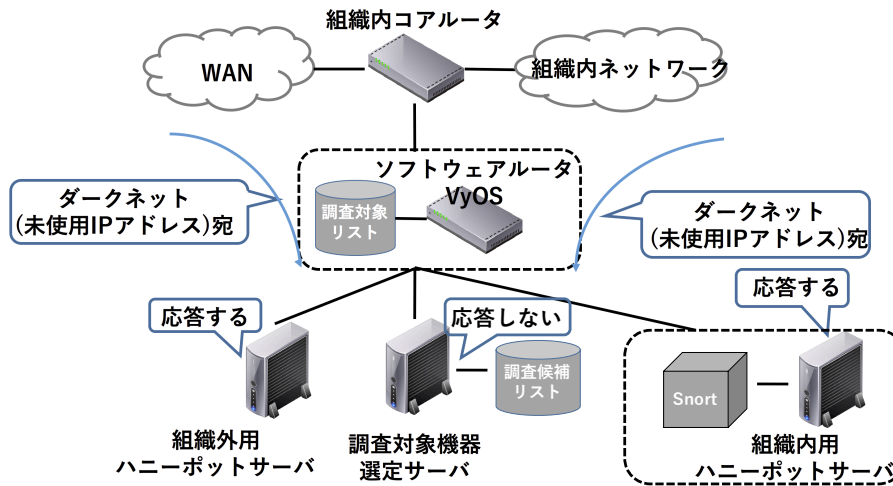 組織内コアルータ
WAN
組織内ネットワーク
ソフトウェアルータ
VyOS
調査対象
リスト
ダークネット
(未使用IPアドレス)宛
ダークネット
(未使用IPアドレス)宛
応答する
応答しない
応答する
調査候補
リスト
Snort
組織外用
ハニーポットサーバ
調査対象機器
選定サーバ
組織内用
ハニーポットサーバ